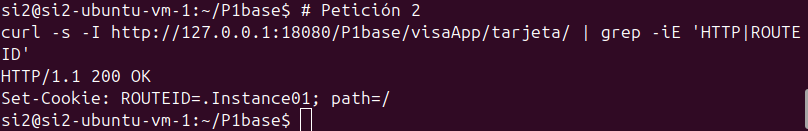 si2@si2-ubuntu-vm-1:~/P1base$ # Petición 2
curl -s -I http://127.0.0.1:18080/P1base/visaApp/tarjeta/ | grep -iE 'HTTP|ROUTE
ID'
HTTP/1.1 200 OK
Set-Cookie: ROUTEID=.Instance01; path=/
si2@si2-ubuntu-vm-1:~/P1base$